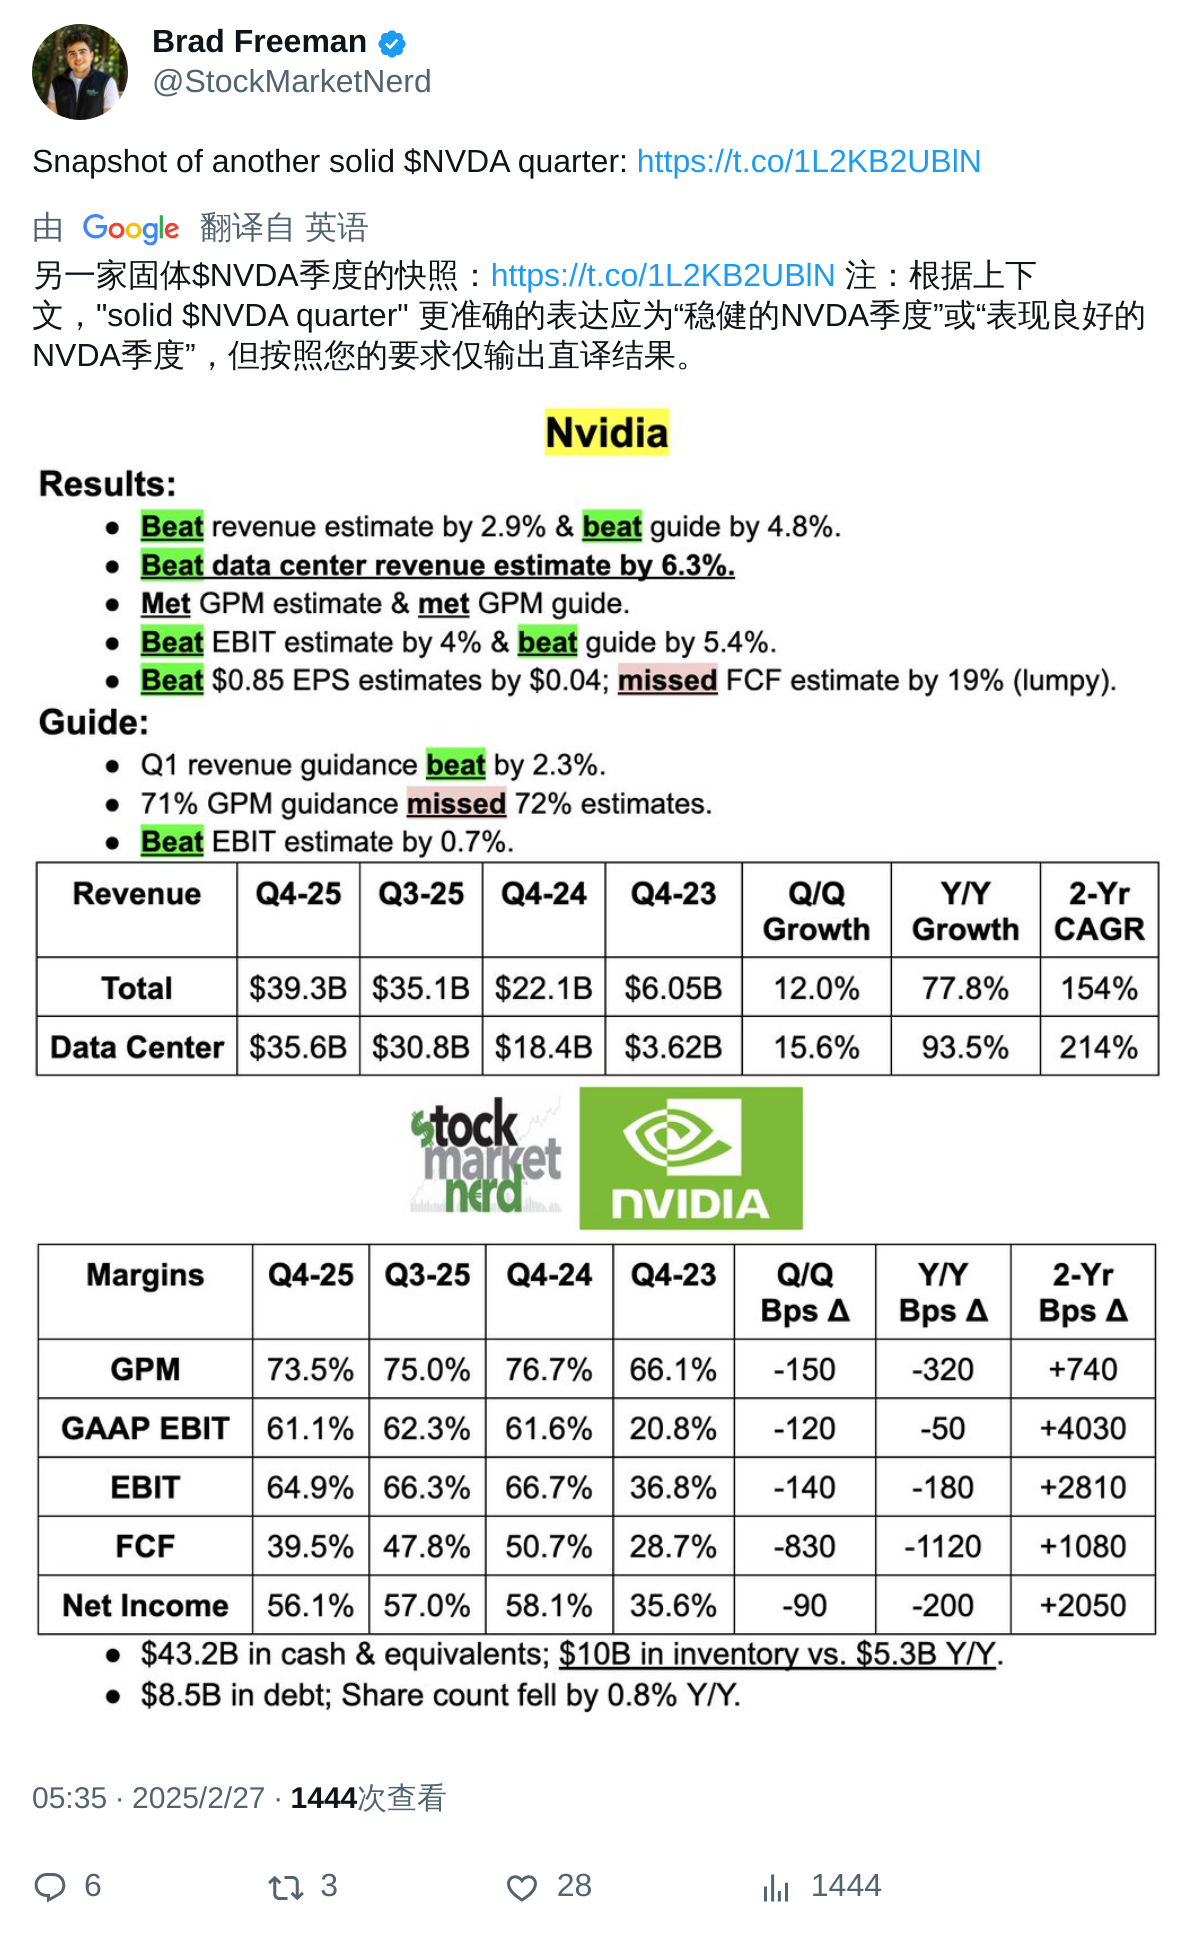 Brad Freeman
@StockMarketNerd
Snapshot of another solid $NVDA quarter: https://t.co/1L2KB2UBlN
由 Google 翻译自 英语
另一家固体$NVDA季度的快照：https://t.co/1L2KB2UBlN 注：根据上下
文，"solid $NVDA quarter" 更准确的表达应为“稳健的NVDA季度”或“表现良好的
NVDA季度”，但按照您的要求仅输出直译结果。
Nvidia
Results:
● Beat revenue estimate by 2.9% & beat guide by 4.8%.
● Beat data center revenue estimate by 6.3%.
● Met GPM estimate & met GPM guide.
● Beat EBIT estimate by 4% & beat guide by 5.4%.
● Beat $0.85 EPS estimates by $0.04; missed FCF estimate by 19% (lumpy).
Guide:
● Q1 revenue guidance beat by 2.3%.
● 71% GPM guidance missed 72% estimates.
● Beat EBIT estimate by 0.7%.
Revenue Q4-25 Q3-25 Q4-24 Q4-23 Q/Q Growth Y/Y Growth 2-Yr CAGR
Total $39.3B $35.1B $22.1B $6.05B 12.0% 77.8% 154%
Data Center $35.6B $30.8B $18.4B $3.62B 15.6% 93.5% 214%
$tock
market
nerd
NVIDIA
Margins Q4-25 Q3-25 Q4-24 Q4-23 Q/Q Bps Δ Y/Y Bps Δ 2-Yr Bps Δ
GPM 73.5% 75.0% 76.7% 66.1% -150 -320 +740
GAAP EBIT 61.1% 62.3% 61.6% 20.8% -120 -50 +4030
EBIT 64.9% 66.3% 66.7% 36.8% -140 -180 +2810
FCF 39.5% 47.8% 50.7% 28.7% -830 -1120 +1080
Net Income 56.1% 57.0% 58.1% 35.6% -90 -200 +2050
● $43.2B in cash & equivalents; $10B in inventory vs. $5.3B Y/Y.
● $8.5B in debt; Share count fell by 0.8% Y/Y.
05:35 · 2025/2/27 · 1444次查看
6 3 28 1444